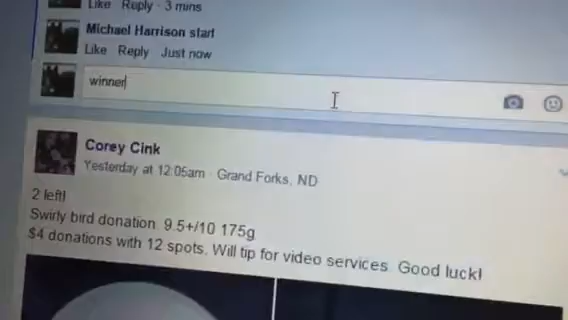 Like Reply · 3 mins
Michael Harrison start
Like Reply Just now
winner
Corey Cink
Yesterday at 12:05am · Grand Forks, ND
2 left!
Swirly bird donation. 9.5+/10 175g
$4 donations with 12 spots. Will tip for video services. Good luck!